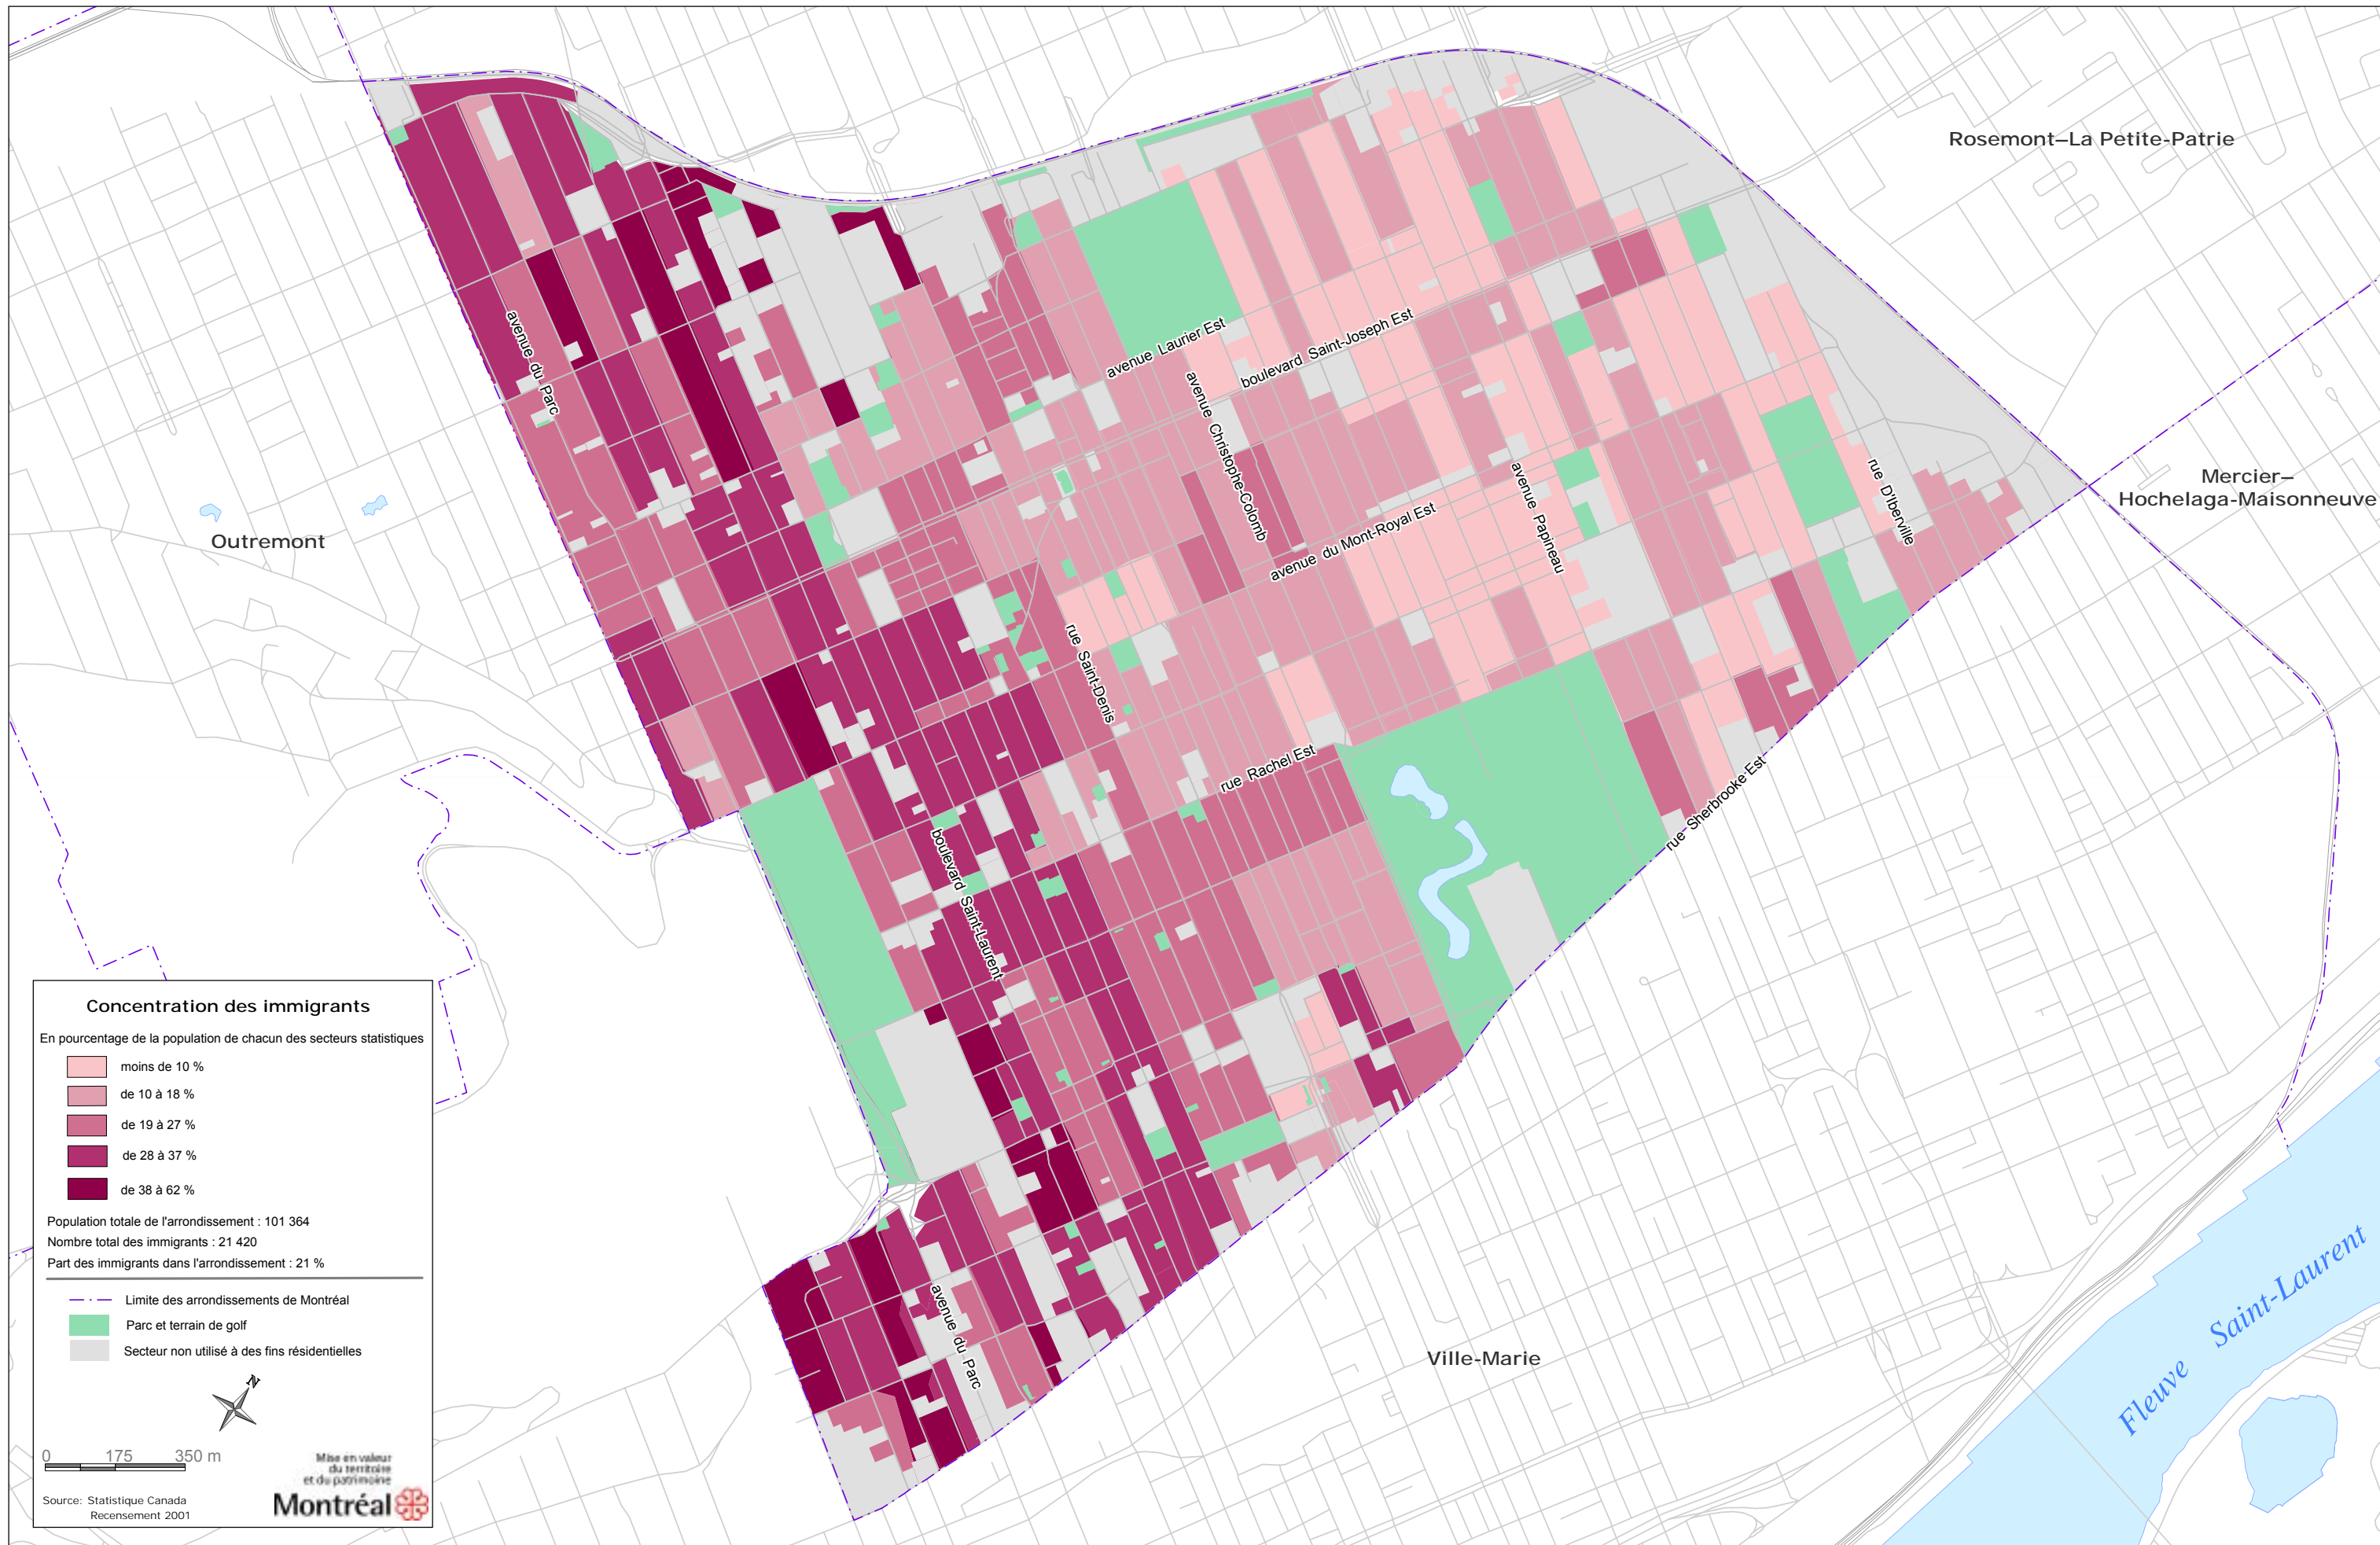 Rosemont–La Petite-Patrie
Mercier–
Hochelaga-Maisonneuve
Outremont
Ville-Marie
avenue du Parc
avenue Laurier Est
boulevard Saint-Joseph Est
avenue Christophe-Colomb
avenue du Mont-Royal Est
avenue Papineau
rue D'Iberville
rue Saint-Denis
rue Rachel Est
rue Sherbrooke Est
boulevard Saint-Laurent
avenue du Parc
Fleuve Saint-Laurent
Concentration des immigrants
En pourcentage de la population de chacun des secteurs statistiques
moins de 10 %
de 10 à 18 %
de 19 à 27 %
de 28 à 37 %
de 38 à 62 %
Population totale de l'arrondissement : 101 364
Nombre total des immigrants : 21 420
Part des immigrants dans l'arrondissement : 21 %
Limite des arrondissements de Montréal
Parc et terrain de golf
Secteur non utilisé à des fins résidentielles
N
0 175 350 m
Mise en valeur
du territoire
et du patrimoine
Montréal
Source: Statistique Canada
Recensement 2001